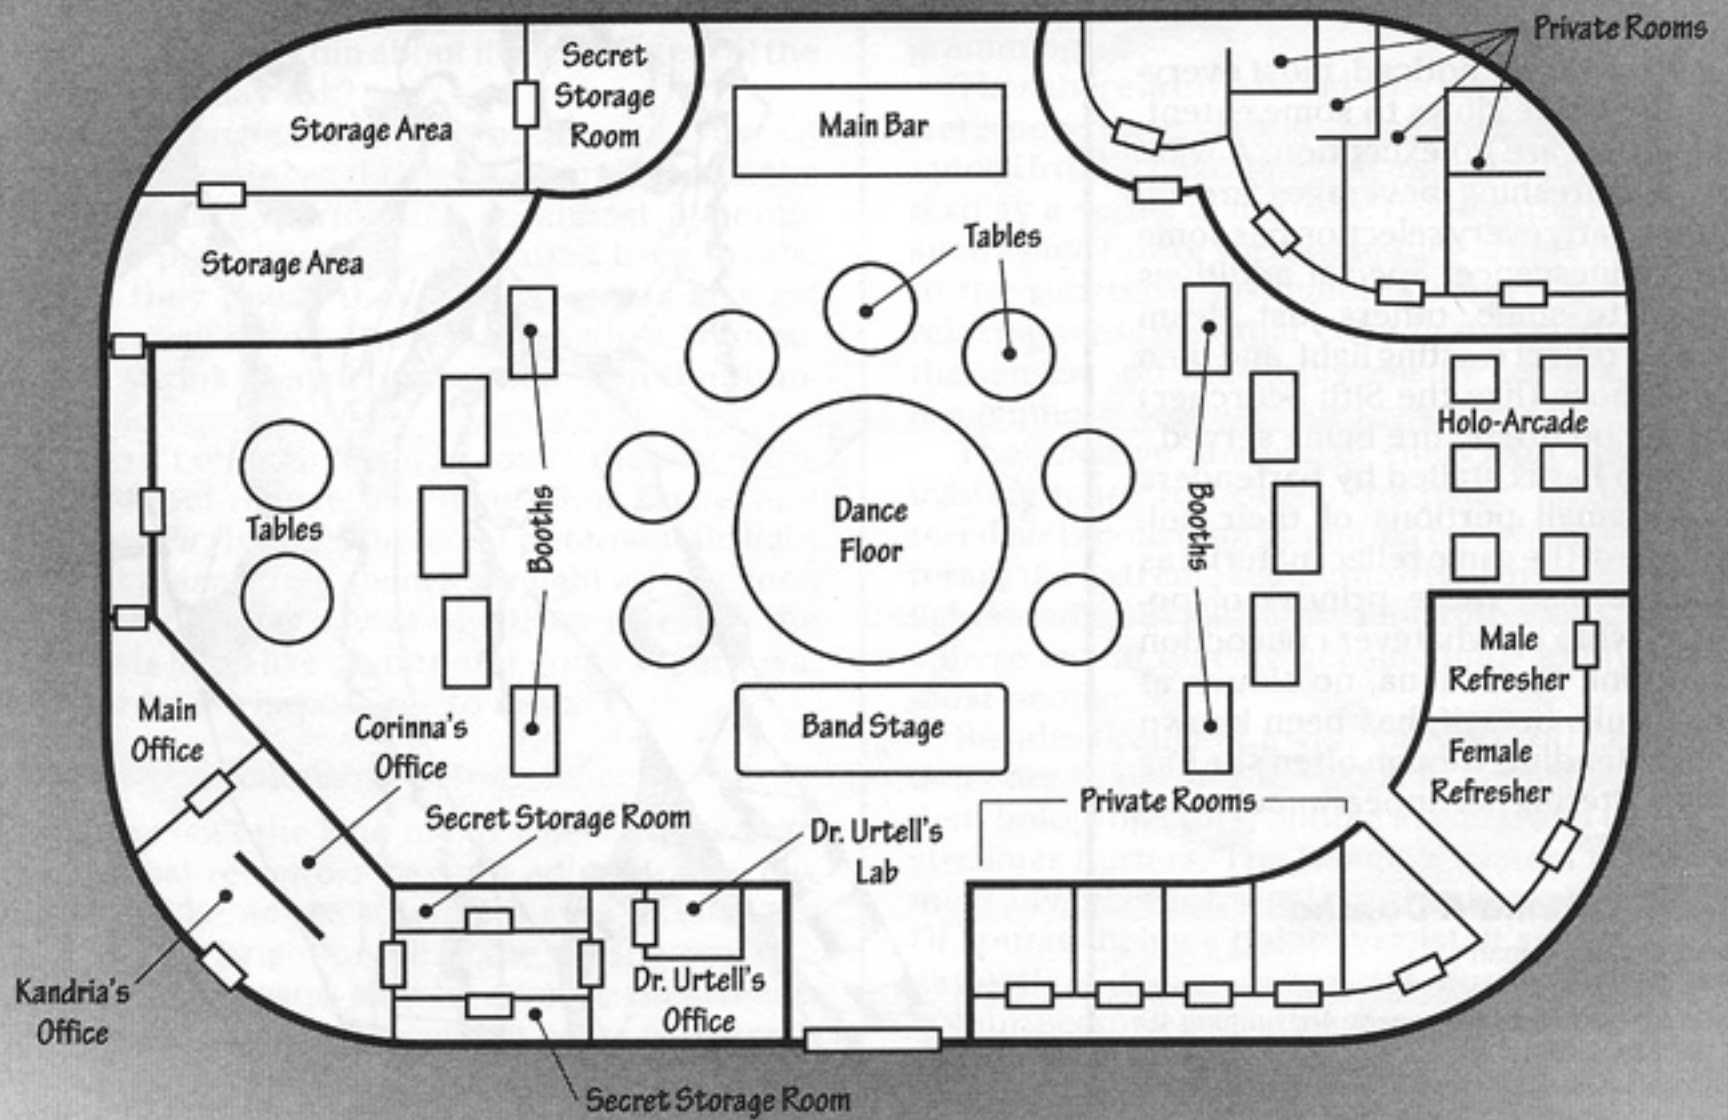 Private Rooms
Secret
Storage
Room
Storage Area
Main Bar
Tables
Storage Area
Holo-Arcade
Booths
Booths
Dance
Floor
Tables
Male
Refresher
Main
Office
Corinna's
Office
Band Stage
Female
Refresher
Private Rooms
Secret Storage Room
Dr. Urtell's
Lab
Dr. Urtell's
Office
Kandria's
Office
Secret Storage Room